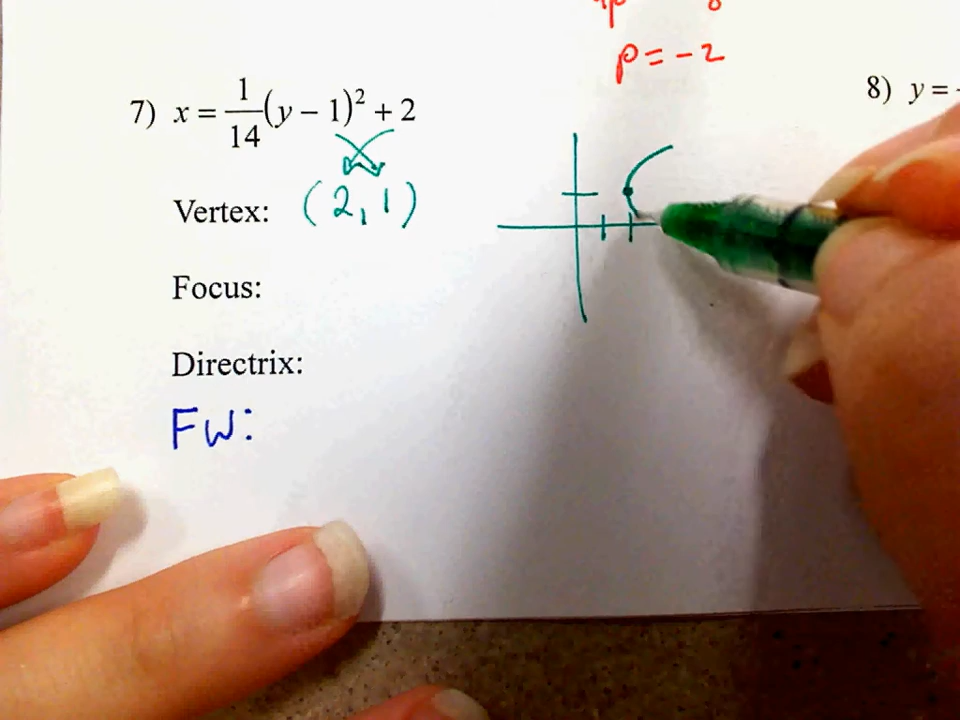 p = -2
7) x = 1/14 (y − 1)² + 2
8) y =
Vertex: (2, 1)
Focus:
Directrix:
FW: